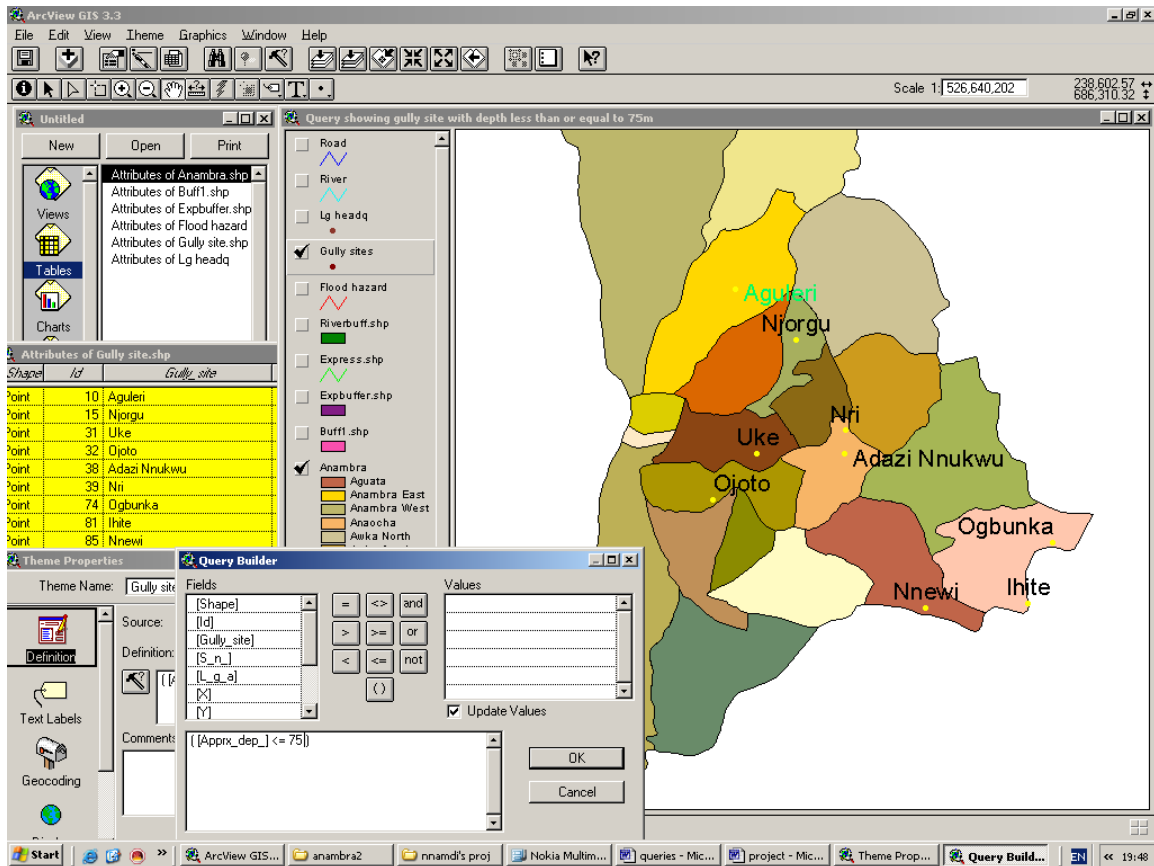 ArcView GIS 3.3
File Edit View Theme Graphics Window Help
Scale 1: 526,640,202
238,602.57
686,310.32
Untitled
New Open Print
Views
Tables
Charts
Attributes of Anambra.shp
Attributes of Buff1.shp
Attributes of Expbuffer.shp
Attributes of Flood hazard
Attributes of Gully site.shp
Attributes of Lg headq
Query showing gully site with depth less than or equal to 75m
Road
River
Lg headq
Gully sites
Flood hazard
Riverbuff.shp
Express.shp
Expbuffer.shp
Buff1.shp
Anambra
Aguata
Anambra East
Anambra West
Anaocha
Awka North
Aguleri
Njorgu
Nri
Uke
Adazi Nnukwu
Ojoto
Ogbunka
Nnewi
Ihite
Attributes of Gully site.shp
Shape Id Gully_site
Point 10 Aguleri
Point 15 Njorgu
Point 31 Uke
Point 32 Ojoto
Point 38 Adazi Nnukwu
Point 39 Nri
Point 74 Ogbunka
Point 81 Ihite
Point 85 Nnewi
Theme Properties
Theme Name: Gully site
Definition
Text Labels
Geocoding
Source:
Definition:
Comments
Query Builder
Fields
[Shape]
[Id]
[Gully_site]
[S_n_]
[L_g_a]
[X]
[Y]
= <> and
> >= or
< <= not
()
Values
Update Values
( [Apprx_dep_] <= 75)
OK
Cancel
Start » ArcView GIS... anambra2 nnamdi's proj Nokia Multim... queries - Mic... project - Mic... Theme Prop... Query Buil... EN « 19:48